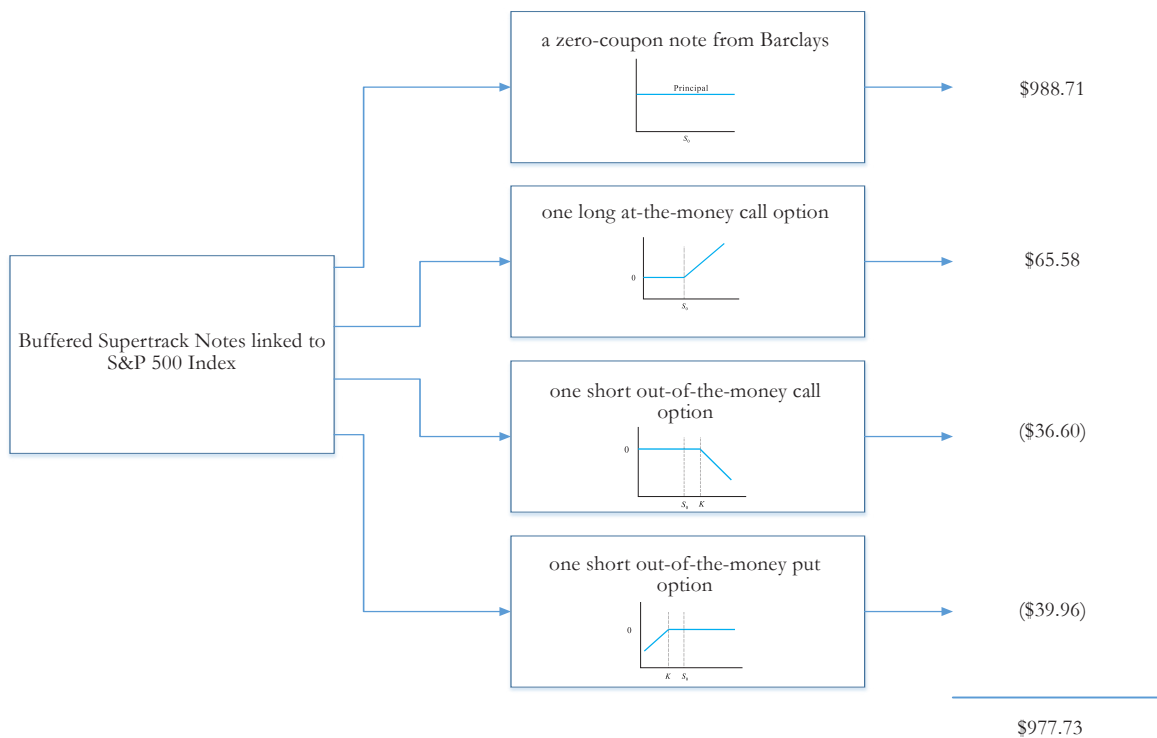 a zero-coupon note from Barclays
Principal
S₀
$988.71
one long at-the-money call option
0
S₀
$65.58
Buffered Supertrack Notes linked to
S&P 500 Index
one short out-of-the-money call
option
0
S₀ K
($36.60)
one short out-of-the-money put
option
0
K S₀
($39.96)
$977.73